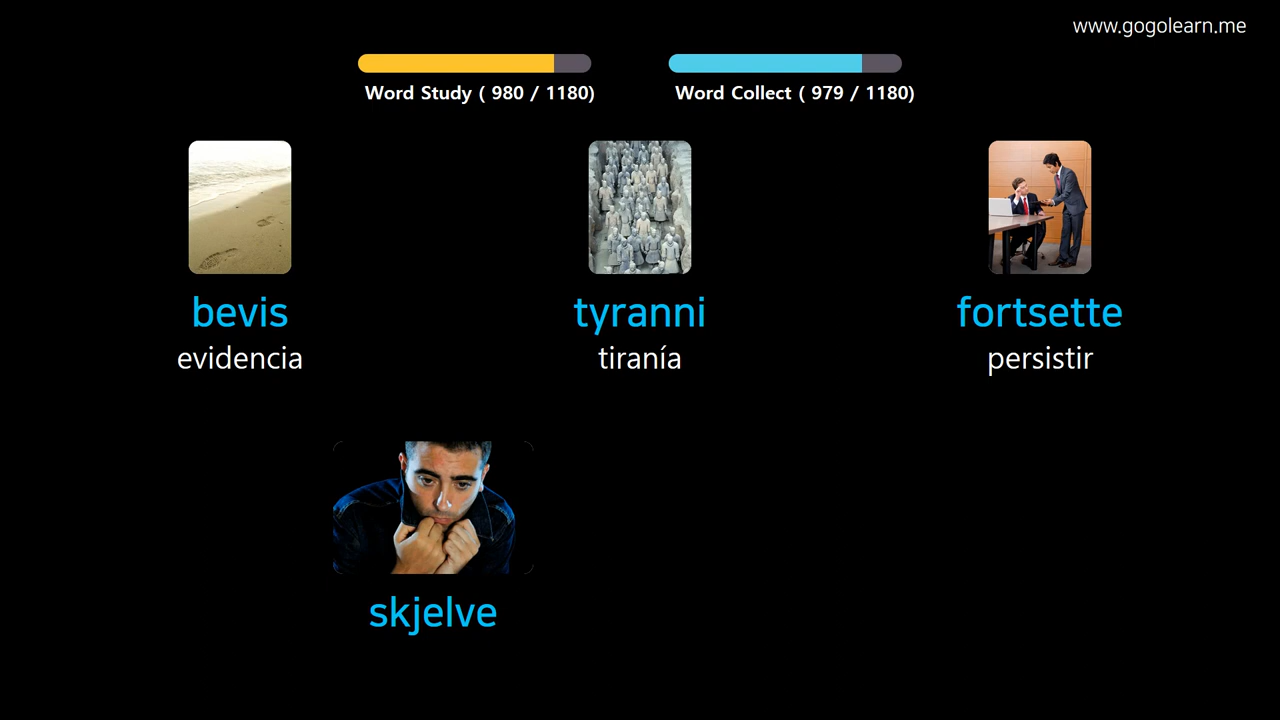 www.gogolearn.me
Word Study ( 980 / 1180)
Word Collect ( 979 / 1180)
bevis
evidencia
tyranni
tiranía
fortsette
persistir
skjelve